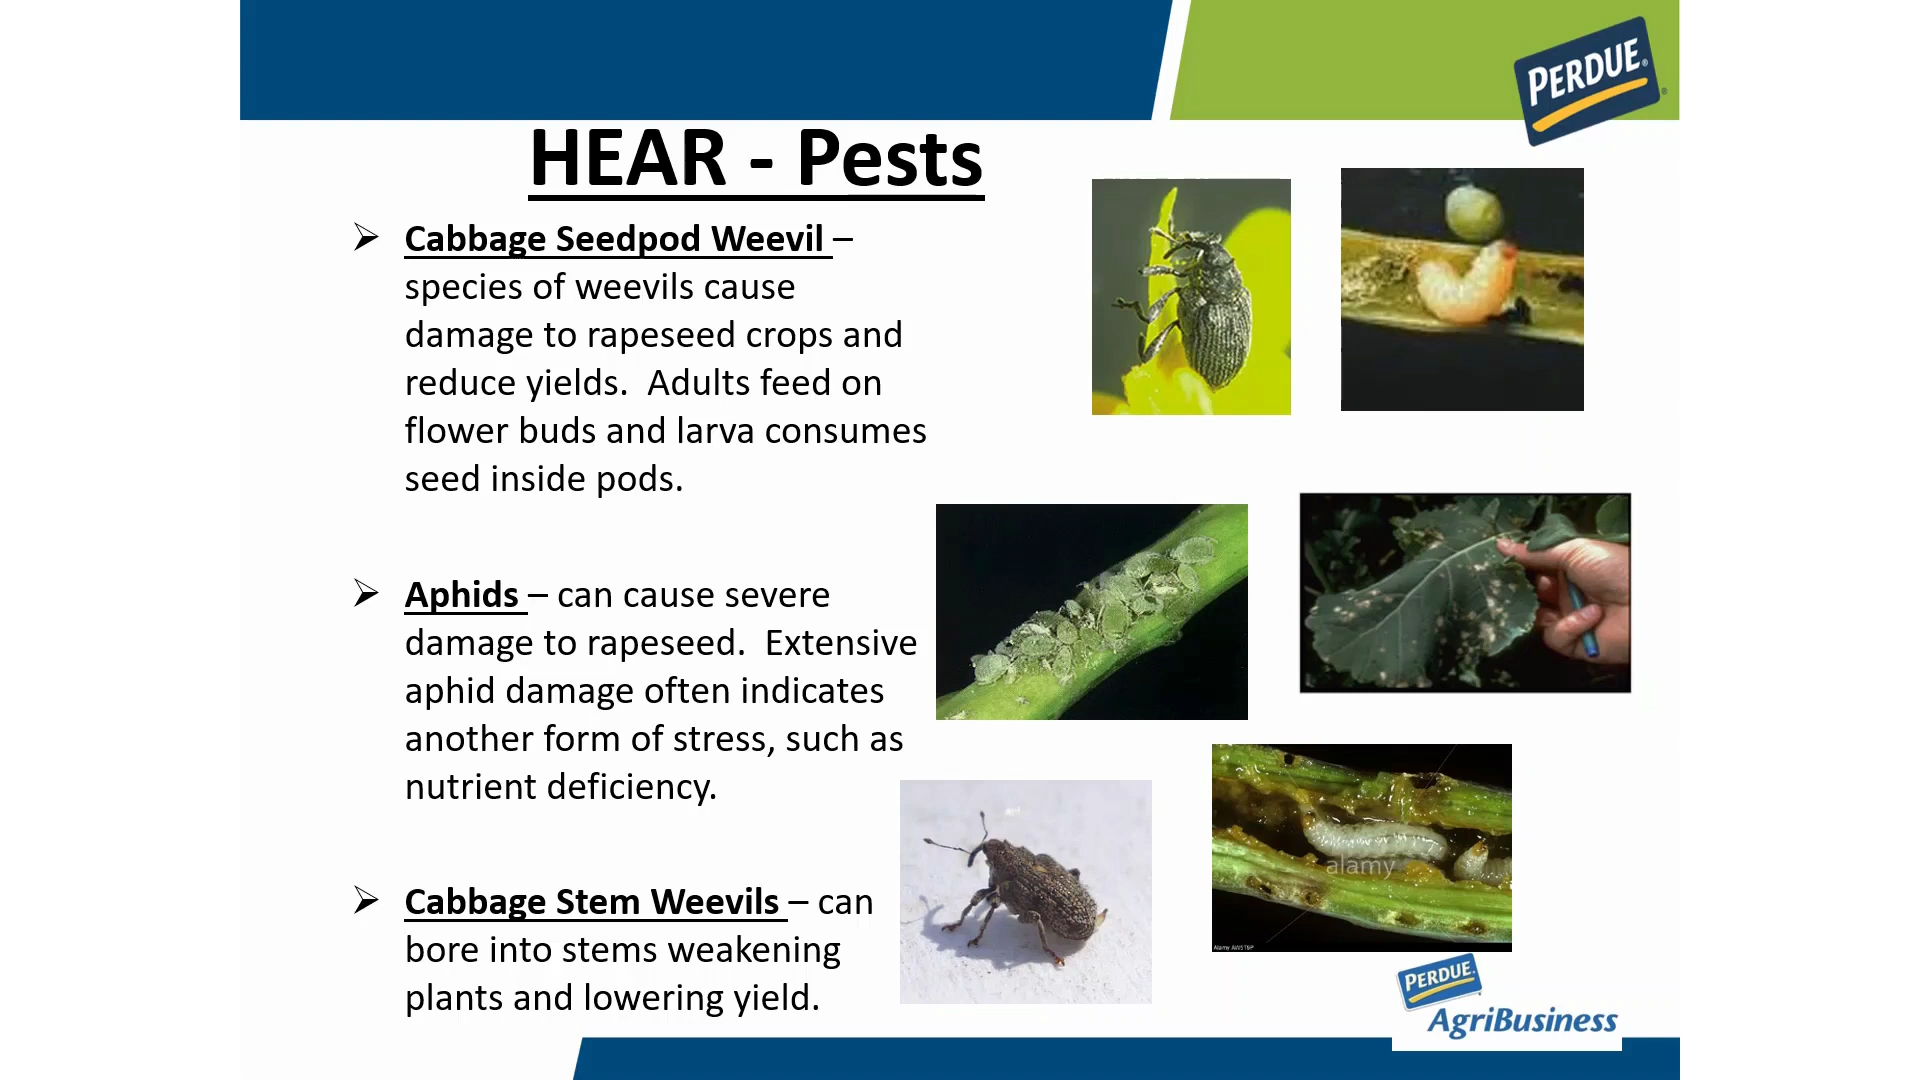 PERDUE®
HEAR - Pests
➢ Cabbage Seedpod Weevil –
species of weevils cause
damage to rapeseed crops and
reduce yields.  Adults feed on
flower buds and larva consumes
seed inside pods.
➢ Aphids – can cause severe
damage to rapeseed.  Extensive
aphid damage often indicates
another form of stress, such as
nutrient deficiency.
➢ Cabbage Stem Weevils – can
bore into stems weakening
plants and lowering yield.
alamy
PERDUE
AgriBusiness